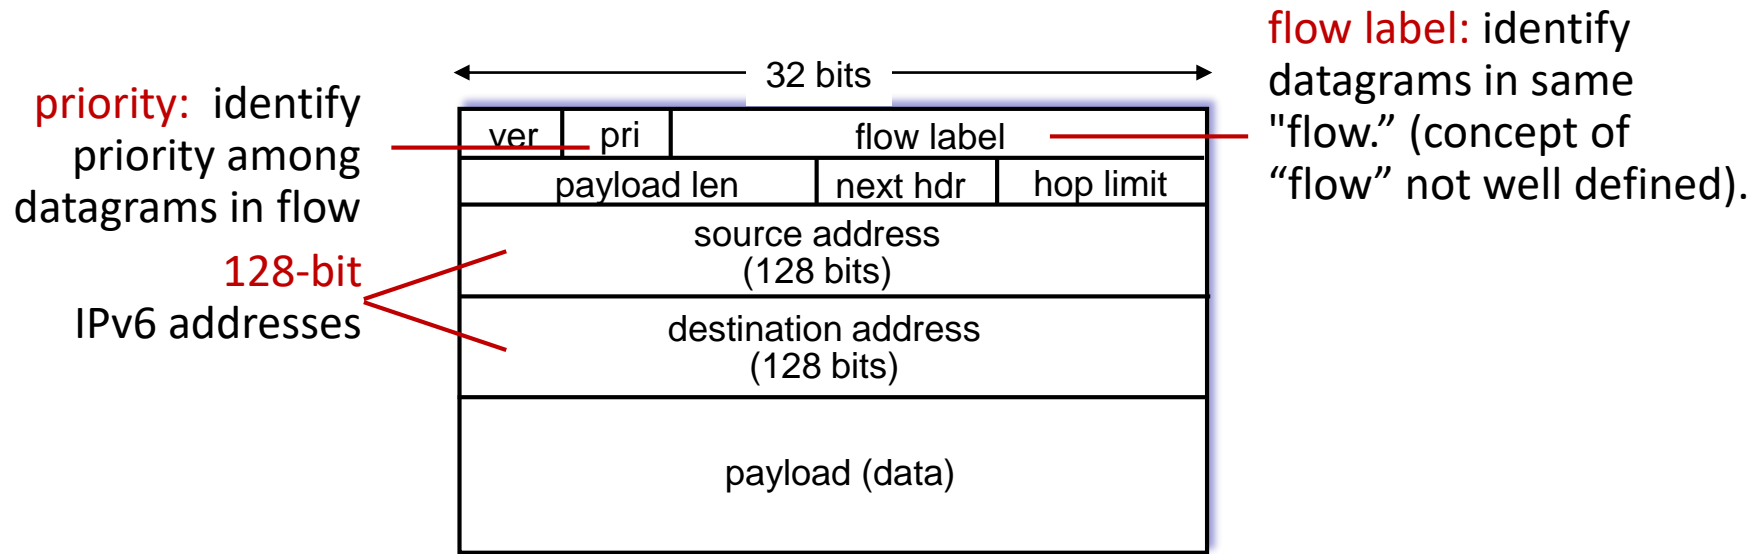 priority: identify
priority among
datagrams in flow
128-bit
IPv6 addresses
32 bits
ver pri flow label
payload len next hdr hop limit
source address
(128 bits)
destination address
(128 bits)
payload (data)
flow label: identify
datagrams in same
"flow.” (concept of
“flow” not well defined).